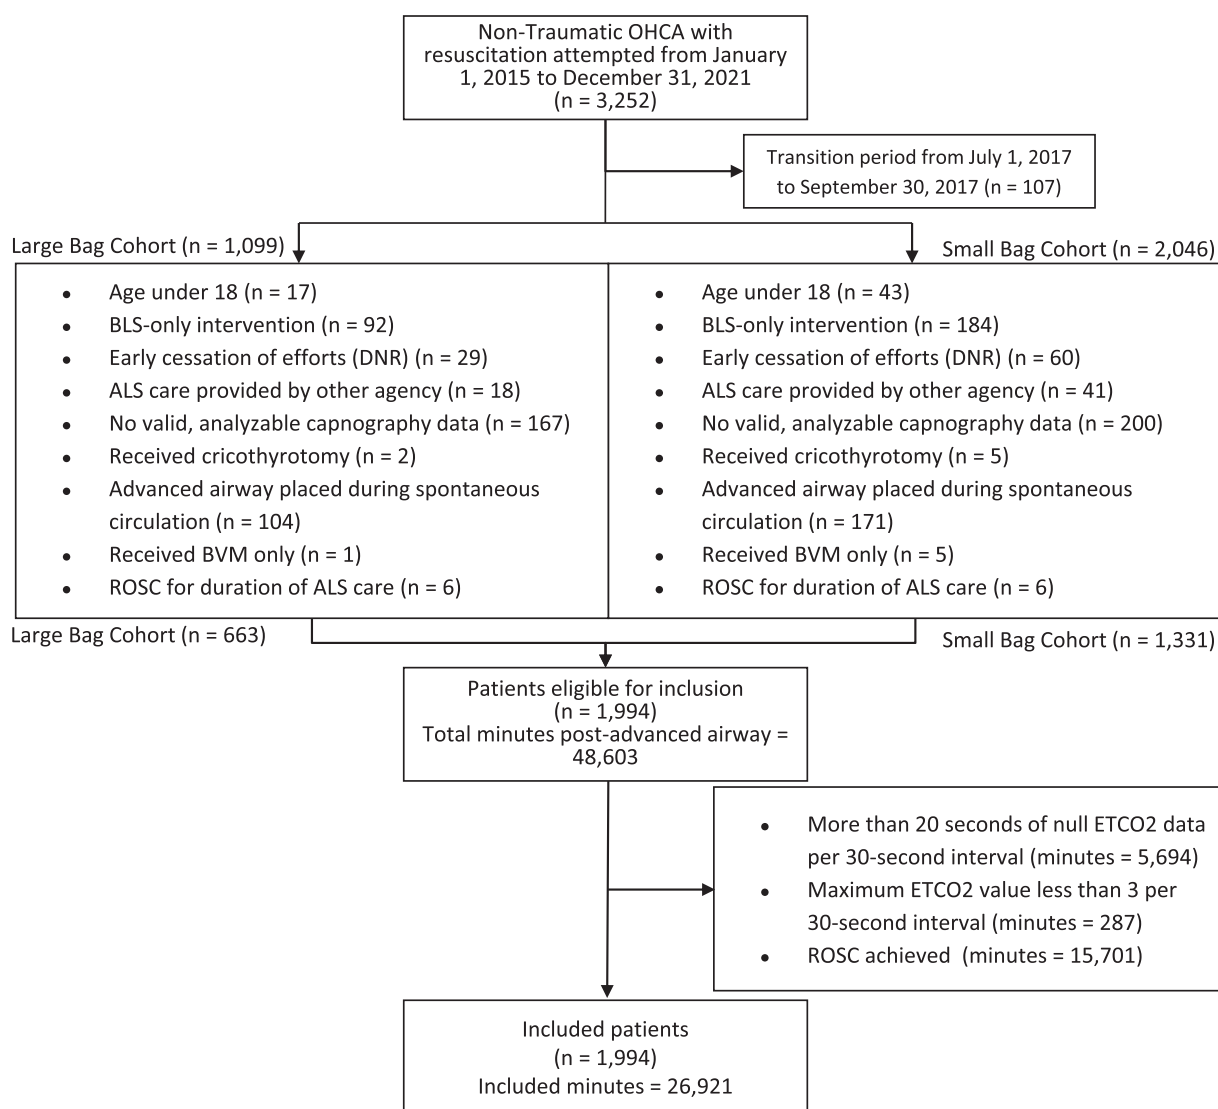 Non-Traumatic OHCA with
resuscitation attempted from January
1, 2015 to December 31, 2021
(n = 3,252)
Transition period from July 1, 2017
to September 30, 2017 (n = 107)
Large Bag Cohort (n = 1,099)
Small Bag Cohort (n = 2,046)
• Age under 18 (n = 17)
• BLS-only intervention (n = 92)
• Early cessation of efforts (DNR) (n = 29)
• ALS care provided by other agency (n = 18)
• No valid, analyzable capnography data (n = 167)
• Received cricothyrotomy (n = 2)
• Advanced airway placed during spontaneous
circulation (n = 104)
• Received BVM only (n = 1)
• ROSC for duration of ALS care (n = 6)
• Age under 18 (n = 43)
• BLS-only intervention (n = 184)
• Early cessation of efforts (DNR) (n = 60)
• ALS care provided by other agency (n = 41)
• No valid, analyzable capnography data (n = 200)
• Received cricothyrotomy (n = 5)
• Advanced airway placed during spontaneous
circulation (n = 171)
• Received BVM only (n = 5)
• ROSC for duration of ALS care (n = 6)
Large Bag Cohort (n = 663)
Small Bag Cohort (n = 1,331)
Patients eligible for inclusion
(n = 1,994)
Total minutes post-advanced airway =
48,603
• More than 20 seconds of null ETCO2 data
per 30-second interval (minutes = 5,694)
• Maximum ETCO2 value less than 3 per
30-second interval (minutes = 287)
• ROSC achieved (minutes = 15,701)
Included patients
(n = 1,994)
Included minutes = 26,921